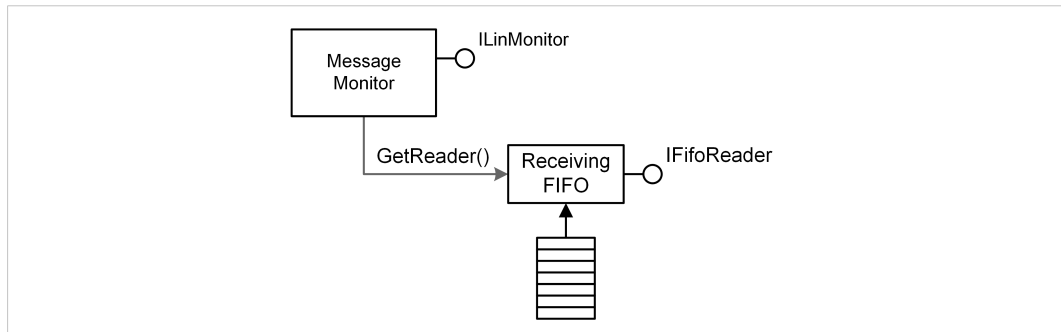 ILinMonitor
Message
Monitor
GetReader()
Receiving
FIFO
IFifoReader